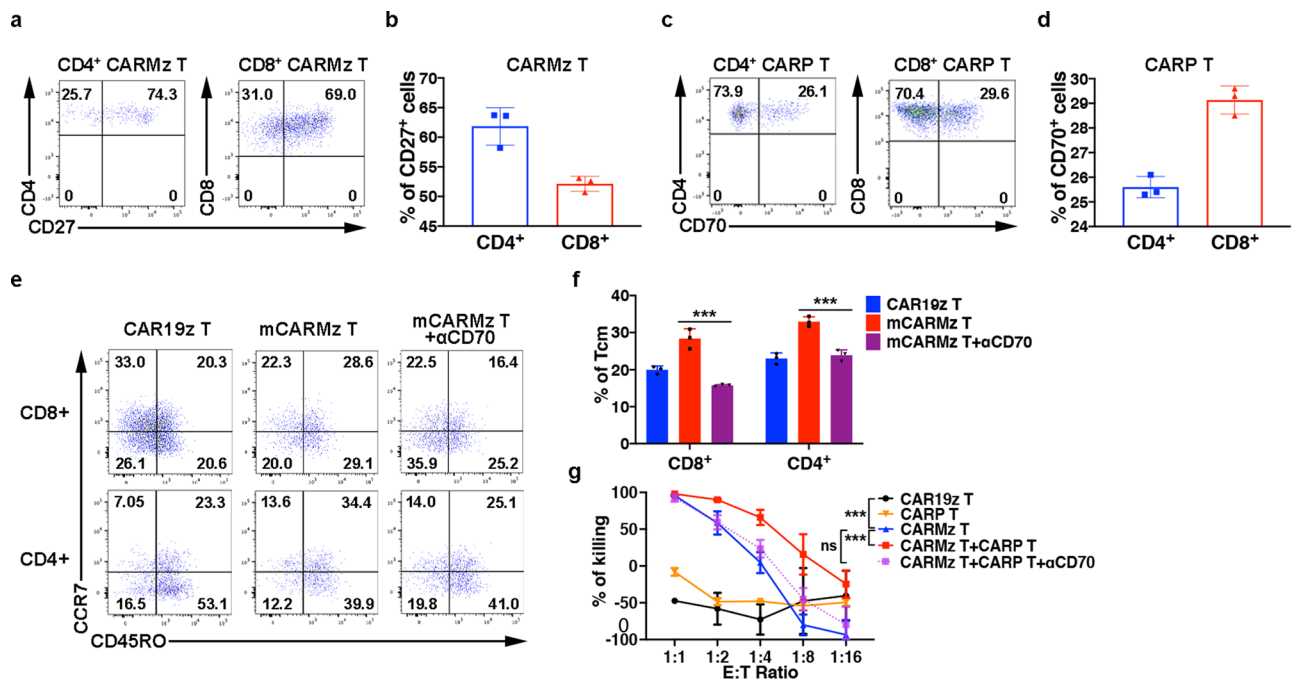 a
b
c
d
CD4+ CARMz T
CD8+ CARMz T
25.7 74.3
0 0
31.0 69.0
0 0
CD4
CD8
CD27
CARMz T
% of CD27+ cells
70
65
60
55
50
45
CD4+ CD8+
CD4+ CARP T
CD8+ CARP T
73.9 26.1
0 0
70.4 29.6
0 0
CD4
CD8
CD70
CARP T
% of CD70+ cells
30
29
28
27
26
25
24
CD4+ CD8+
e
CAR19z T
mCARMz T
mCARMz T
+αCD70
CD8+
33.0 20.3
26.1 20.6
22.3 28.6
20.0 29.1
22.5 16.4
35.9 25.2
CD4+
7.05 23.3
16.5 53.1
13.6 34.4
12.2 39.9
14.0 25.1
19.8 41.0
CCR7
CD45RO
f
% of Tcm
40
30
20
10
0
*** ***
CD8+ CD4+
CAR19z T
mCARMz T
mCARMz T+αCD70
g
% of killing
100
50
0
-50
0
-100
1:1 1:2 1:4 1:8 1:16
E:T Ratio
ns
***
***
CAR19z T
CARP T
CARMz T
CARMz T+CARP T
CARMz T+CARP T+αCD70